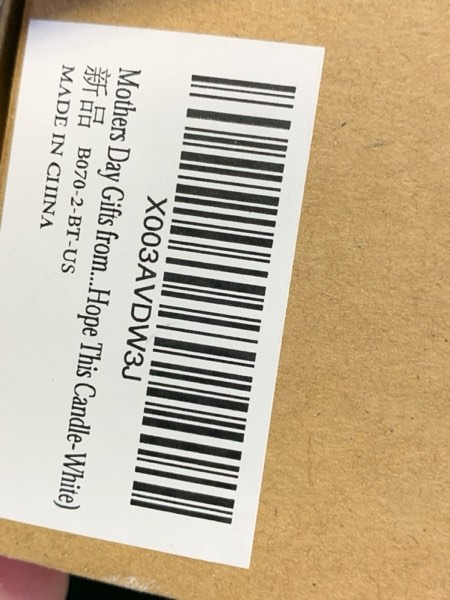 X003AVDW3J
Mothers Day Gifts from....Hope This Candle-White)
新品 B070-2-BT-US
MADE IN CHINA